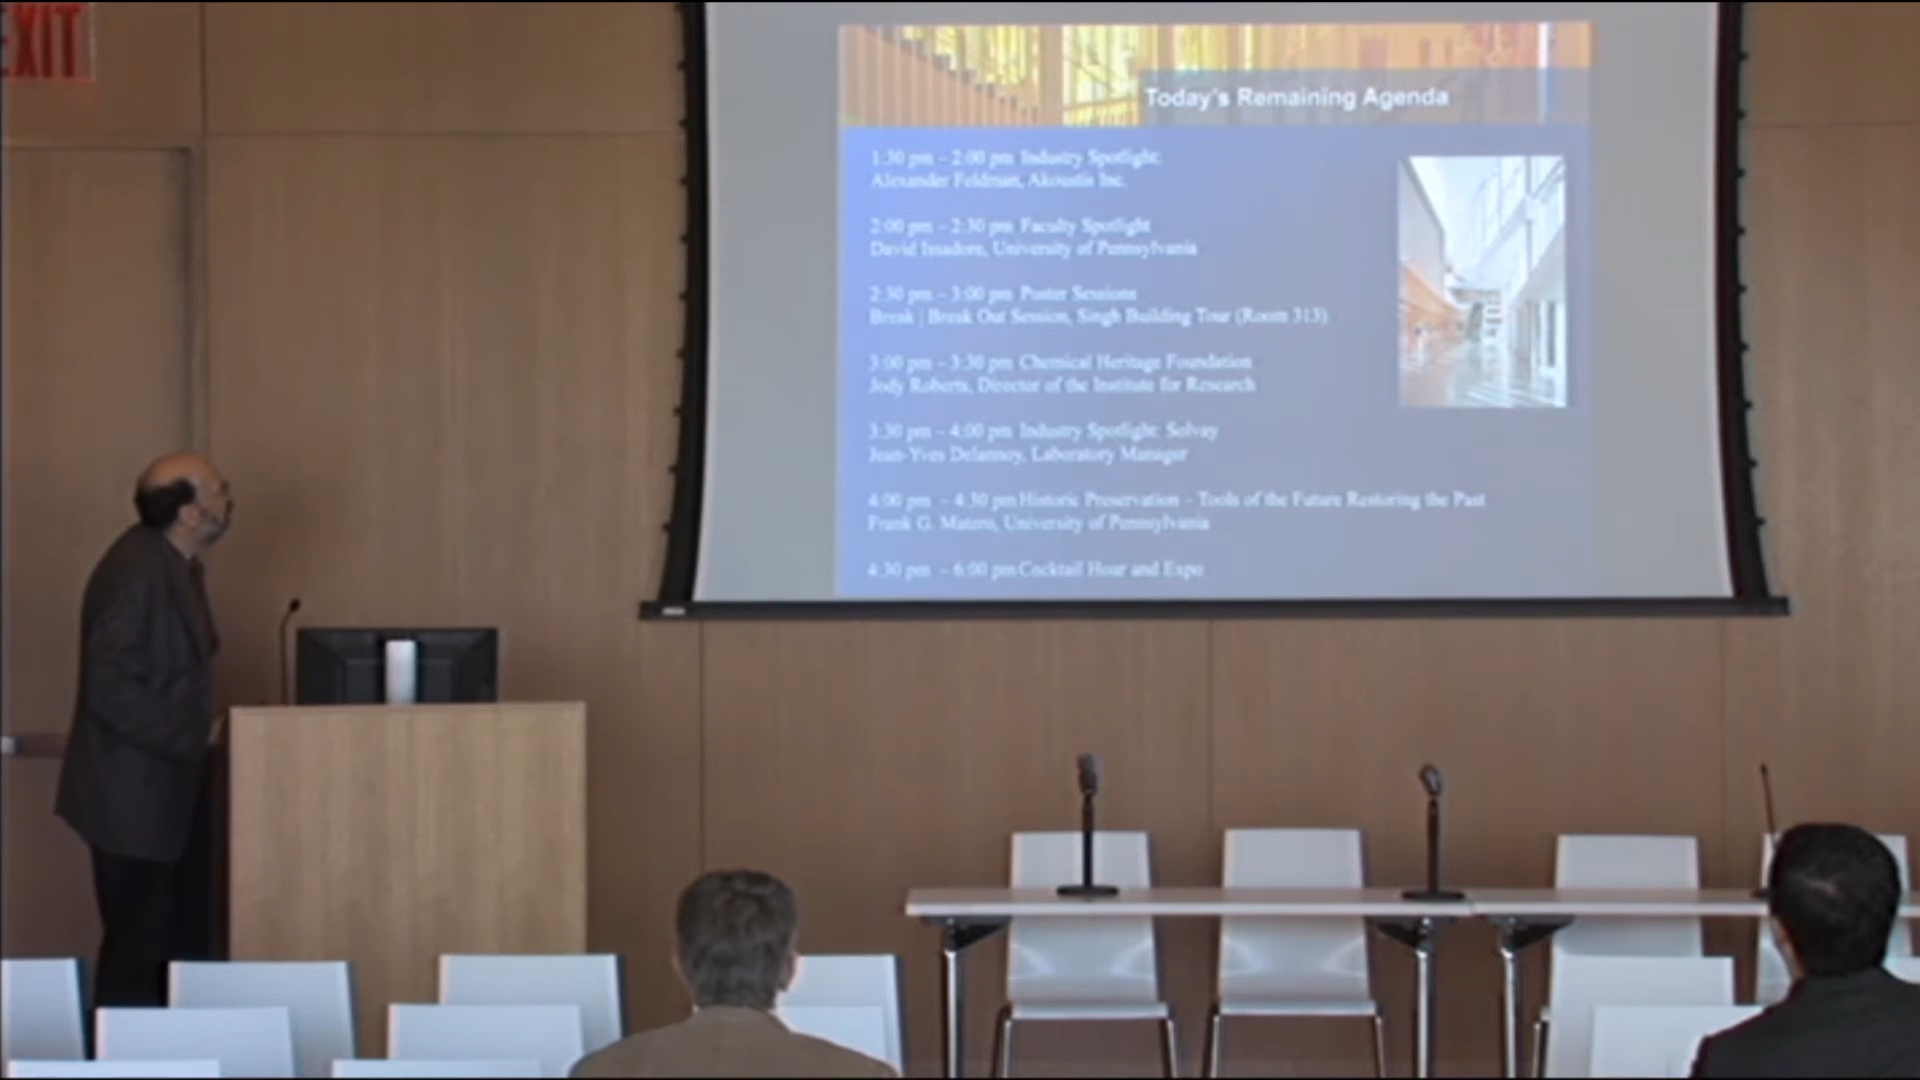 EXIT
Today's Remaining Agenda
1:30 pm – 2:00 pm Industry Spotlight:
Alexander Feldman, Akoustis Inc.
2:00 pm – 2:30 pm Faculty Spotlight
David Issadore, University of Pennsylvania
2:30 pm – 3:00 pm Poster Sessions
Break | Break Out Session, Singh Building Tour (Room 313)
3:00 pm – 3:30 pm Chemical Heritage Foundation
Jody Roberts, Director of the Institute for Research
3:30 pm – 4:00 pm Industry Spotlight: Solvay
Jean-Yves Delannoy, Laboratory Manager
4:00 pm – 4:30 pm Historic Preservation – Tools of the Future Restoring the Past
Frank G. Matero, University of Pennsylvania
4:30 pm – 6:00 pm Cocktail Hour and Expo